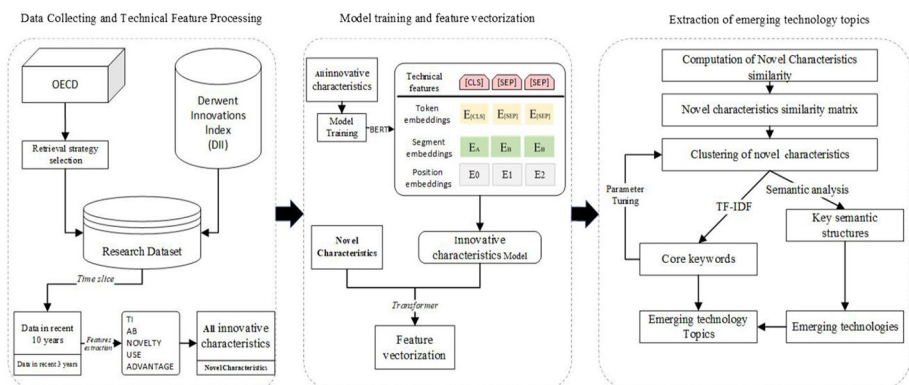 Data Collecting and Technical Feature Processing
OECD
Derwent
Innovations
Index
(DII)
Retrieval strategy
selection
Research Dataset
Time slice
Data in recent
10 years
Data in recent 3 years
Features
extraction
TI
AB
NOVELTY
USE
ADVANTAGE
All innovative
characteristics
Novel Characteristics
Model training and feature vectorization
All innovative
characteristics
Model
Training
BERT
Technical
features
[CLS] [SEP] [SEP]
Token
embeddings
E[CLS] E[SEP] E[SEP]
Segment
embeddings
EA EB EB
Position
embeddings
E0 E1 E2
Novel
Characteristics
Innovative
characteristics Model
Transformer
Feature
vectorization
Extraction of emerging technology topics
Computation of Novel Characteristics
similarity
Novel characteristics similarity matrix
Clustering of novel characteristics
Parameter
Tuning
TF-IDF
Semantic analysis
Key semantic
structures
Core keywords
Emerging technology
Topics
Emerging technologies